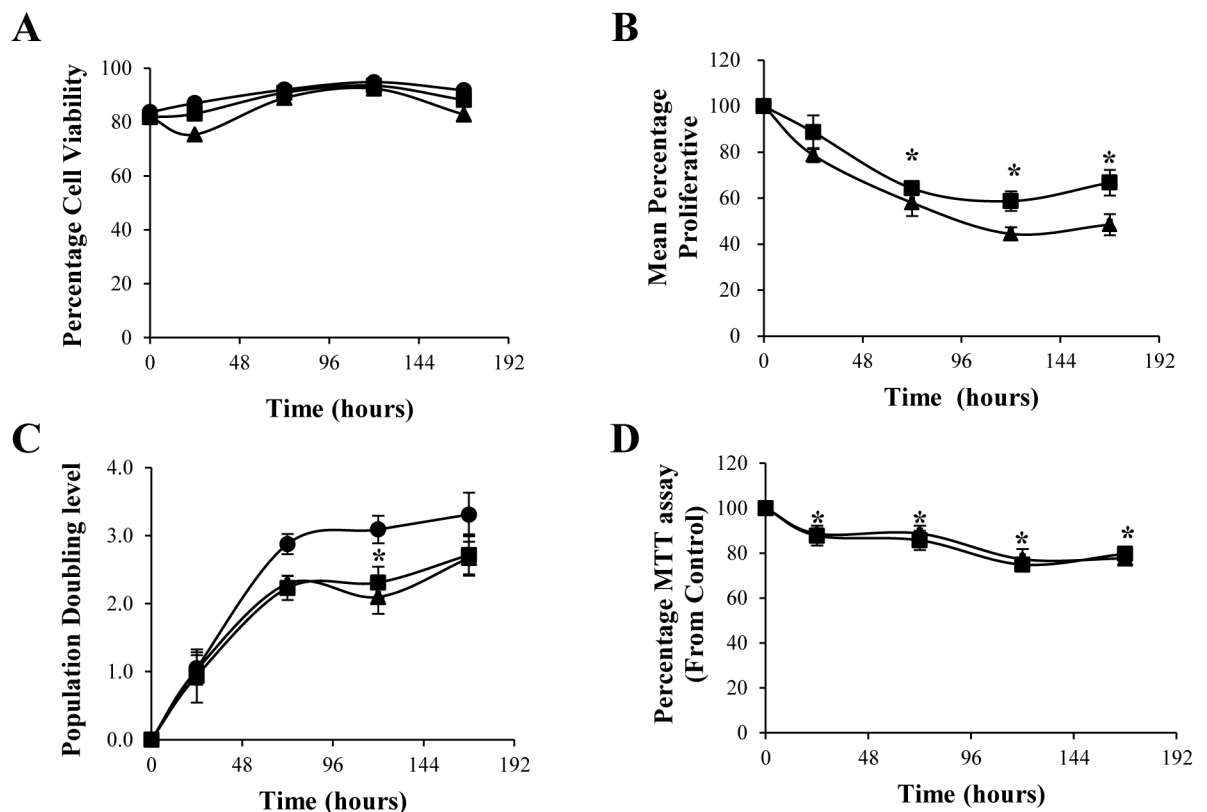 A
Percentage Cell Viability
100
80
60
40
20
0
0 48 96 144 192
Time (hours)
B
Mean Percentage
Proliferative
120
100
80
60
40
20
0
* * *
0 48 96 144 192
Time (hours)
C
Population Doubling level
4.0
3.0
2.0
1.0
0.0
*
0 48 96 144 192
Time (hours)
D
Percentage MTT assay
(From Control)
120
100
80
60
40
20
0
* * * *
0 48 96 144 192
Time (hours)